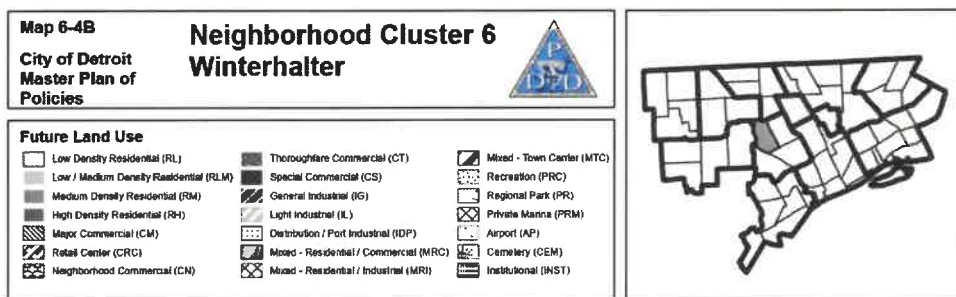 Map 6-4B
City of Detroit
Master Plan of
Policies
Neighborhood Cluster 6
Winterhalter
P
D D
Future Land Use
Low Density Residential (RL)
Low / Medium Density Residential (RLM)
Medium Density Residential (RM)
High Density Residential (RH)
Major Commercial (CM)
Retail Center (CRC)
Neighborhood Commercial (CN)
Thoroughfare Commercial (CT)
Special Commercial (CS)
General Industrial (IG)
Light Industrial (IL)
Distribution / Port Industrial (IDP)
Mixed - Residential / Commercial (MRC)
Mixed - Residential / Industrial (MRI)
Mixed - Town Center (MTC)
Recreation (PRC)
Regional Park (PR)
Private Marina (PRM)
Airport (AP)
Cemetery (CEM)
Institutional (INST)